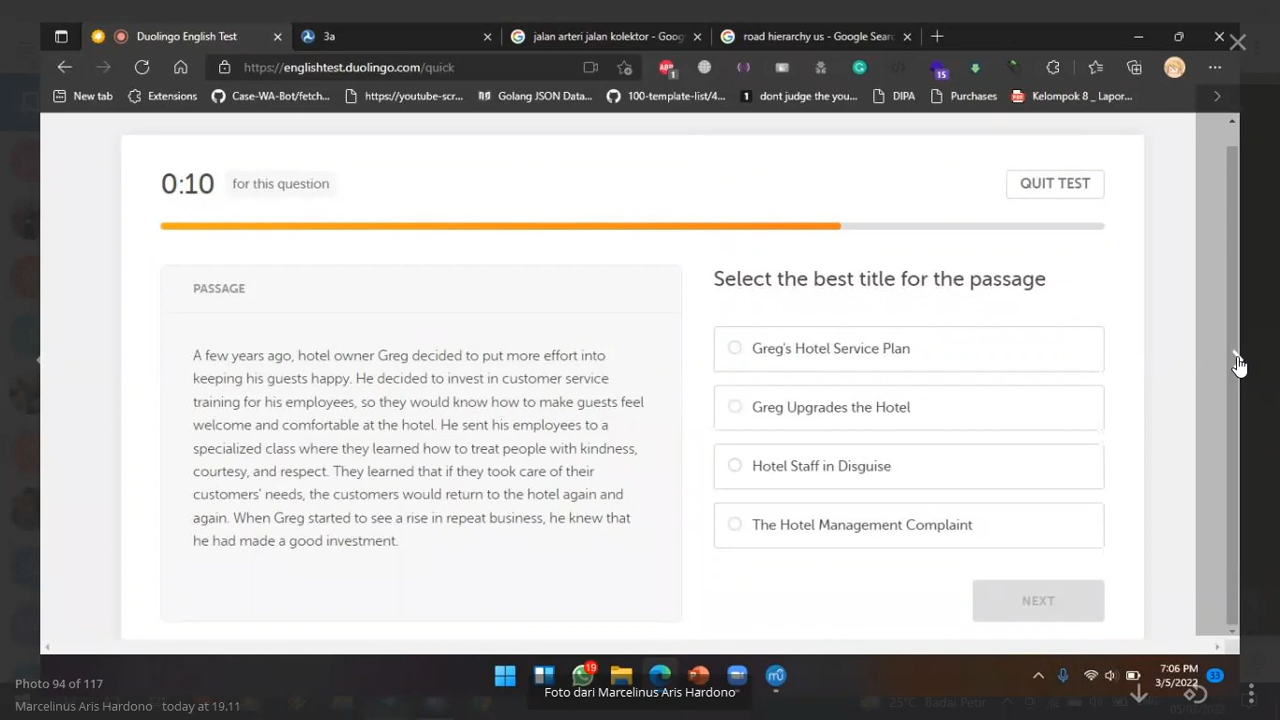 Duolingo English Test
3a
jalan arteri jalan kolektor - Goog
road hierarchy us - Google Sear
https://englishtest.duolingo.com/quick
1
15
New tab
Extensions
Case-WA-Bot/fetch...
https://youtube-scr...
Golang JSON Data...
100-template-list/4...
1 dont judge the you...
DIPA
Purchases
Kelompok 8 _ Lapor...
0:10 for this question
QUIT TEST
PASSAGE
A few years ago, hotel owner Greg decided to put more effort into
keeping his guests happy. He decided to invest in customer service
training for his employees, so they would know how to make guests feel
welcome and comfortable at the hotel. He sent his employees to a
specialized class where they learned how to treat people with kindness,
courtesy, and respect. They learned that if they took care of their
customers' needs, the customers would return to the hotel again and
again. When Greg started to see a rise in repeat business, he knew that
he had made a good investment.
Select the best title for the passage
Greg's Hotel Service Plan
Greg Upgrades the Hotel
Hotel Staff in Disguise
The Hotel Management Complaint
NEXT
19
7:06 PM
3/5/2022
33
Foto dari Marcelinus Aris Hardono
Photo 94 of 117
Marcelinus Aris Hardono today at 19.11
25°C Badai Petir